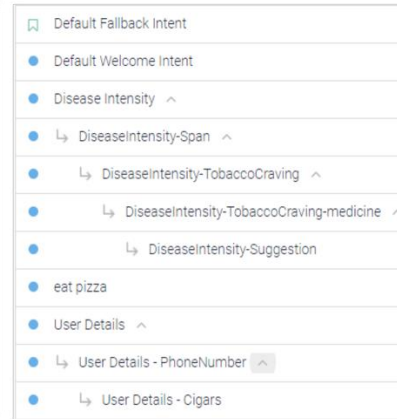 Default Fallback Intent
Default Welcome Intent
Disease Intensity
DiseaseIntensity-Span
DiseaseIntensity-TobaccoCraving
DiseaseIntensity-TobaccoCraving-medicine
DiseaseIntensity-Suggestion
eat pizza
User Details
User Details - PhoneNumber
User Details - Cigars